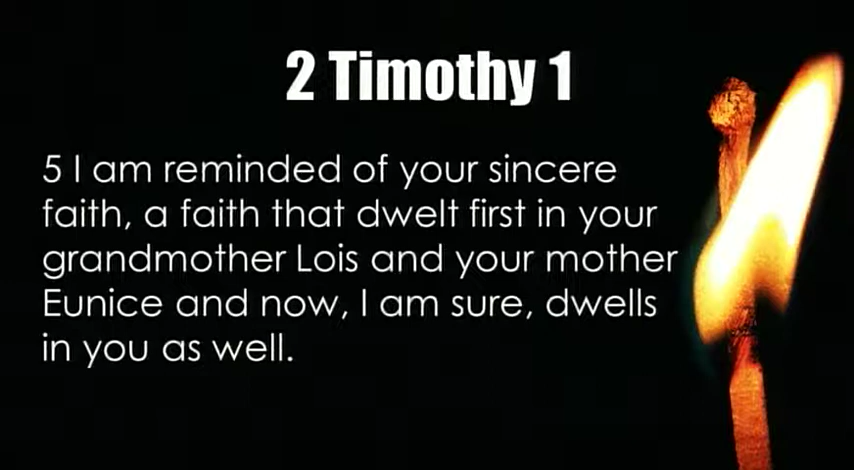 2 Timothy 1
5 I am reminded of your sincere
faith, a faith that dwelt first in your
grandmother Lois and your mother
Eunice and now, I am sure, dwells
in you as well.